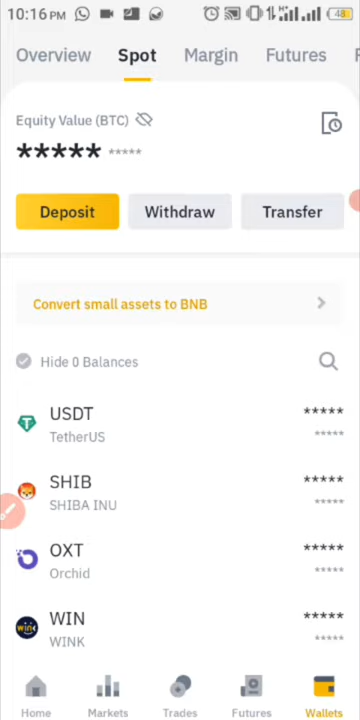 10:16 PM 48
Overview Spot Margin Futures F
Equity Value (BTC)
***** *****
Deposit Withdraw Transfer
Convert small assets to BNB
Hide 0 Balances
USDT *****
TetherUS *****
SHIB *****
SHIBA INU *****
OXT *****
Orchid *****
WIN *****
WINK *****
Home Markets Trades Futures Wallets